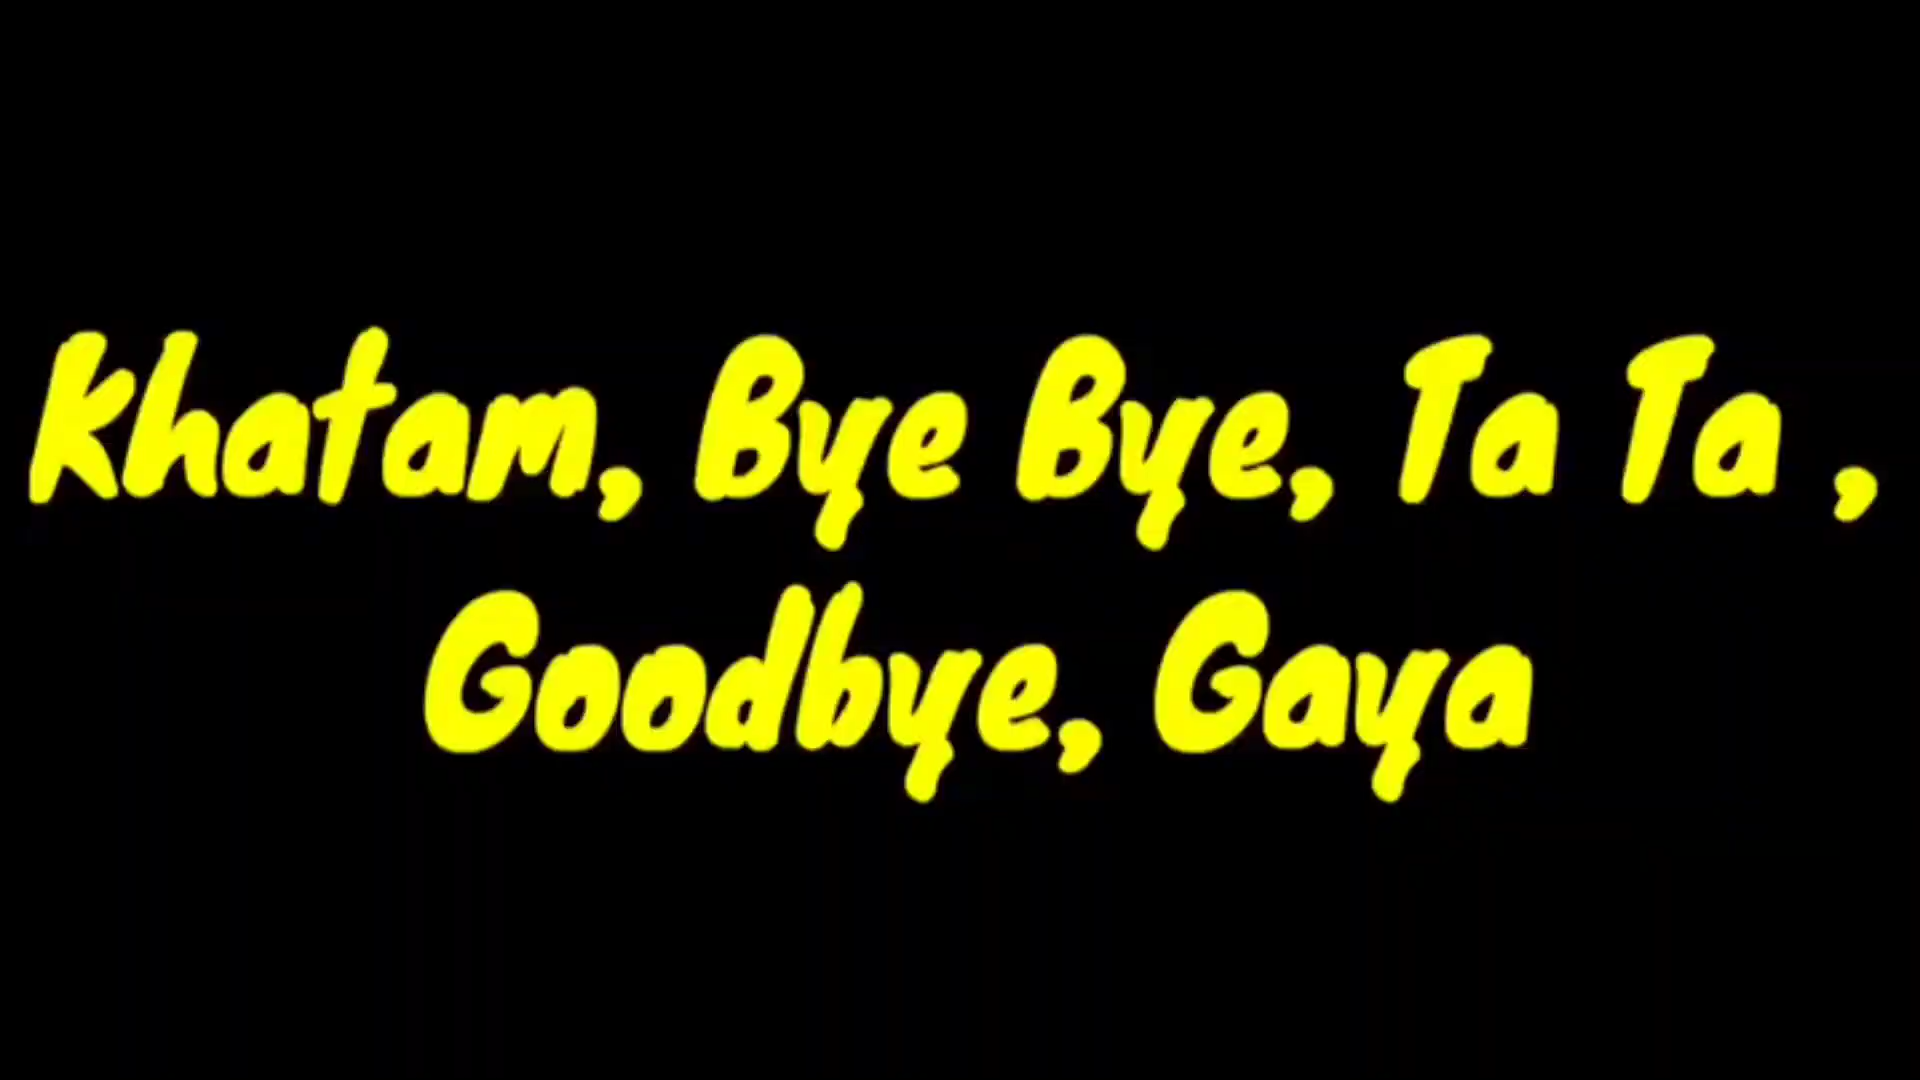 Khatam, Bye Bye, Ta Ta ,
Goodbye, Gaya